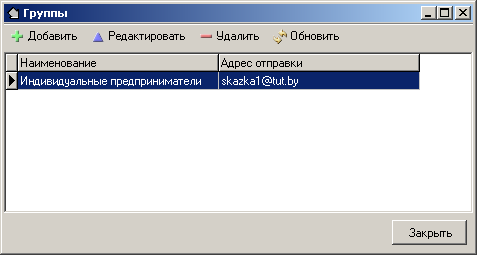 Группы
Добавить Редактировать Удалить Обновить
Наименование Адрес отправки
Индивидуальные предприниматели skazka1@tut.by
Закрыть